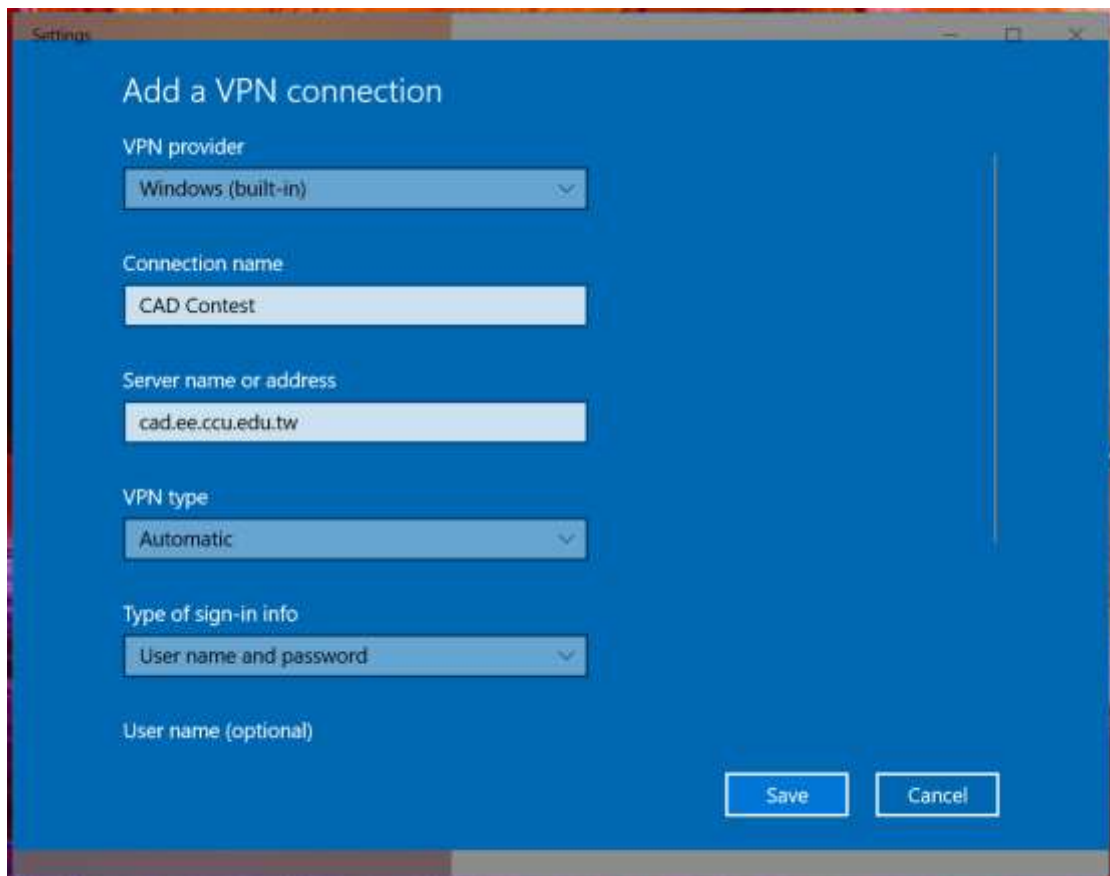 Settings
Add a VPN connection
VPN provider
Windows (built-in)
Connection name
CAD Contest
Server name or address
cad.ee.ccu.edu.tw
VPN type
Automatic
Type of sign-in info
User name and password
User name (optional)
Save Cancel